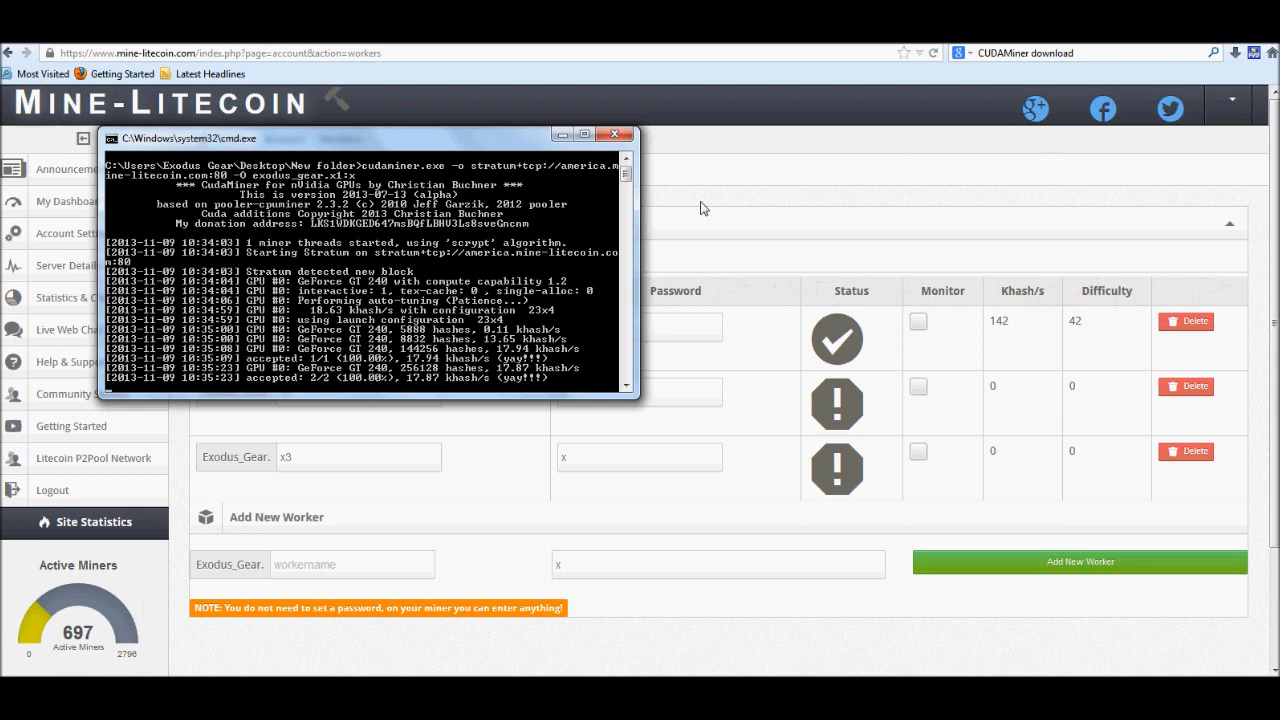 https://www.mine-litecoin.com/index.php?page=account&action=workers
CUDAMiner download
Most Visited
Getting Started
Latest Headlines
MINE-LITECOIN
C:\Windows\system32\cmd.exe
C:\Users\Exodus Gear\Desktop\New folder>cudaminer.exe -o stratum+tcp://america.m
ine-litecoin.com:80 -O exodus_gear.x1:x
*** CudaMiner for nVidia GPUs by Christian Buchner ***
This is version 2013-07-13 (alpha)
based on pooler-cpuminer 2.3.2 (c) 2010 Jeff Garzik, 2012 pooler
Cuda additions Copyright 2013 Christian Buchner
My donation address: LKS1WDKGED647msBQfLBHV3Ls8sveGncnm
[2013-11-09 10:34:03] 1 miner threads started, using 'scrypt' algorithm.
[2013-11-09 10:34:03] Starting Stratum on stratum+tcp://america.mine-litecoin.co
m:80
[2013-11-09 10:34:03] Stratum detected new block
[2013-11-09 10:34:04] GPU #0: GeForce GT 240 with compute capability 1.2
[2013-11-09 10:34:04] GPU #0: interactive: 1, tex-cache: 0 , single-alloc: 0
[2013-11-09 10:34:06] GPU #0: Performing auto-tuning (Patience...)
[2013-11-09 10:34:59] GPU #0:   18.63 khash/s with configuration  23x4
[2013-11-09 10:34:59] GPU #0: using launch configuration  23x4
[2013-11-09 10:35:00] GPU #0: GeForce GT 240, 5888 hashes, 0.11 khash/s
[2013-11-09 10:35:00] GPU #0: GeForce GT 240, 8832 hashes, 13.65 khash/s
[2013-11-09 10:35:08] GPU #0: GeForce GT 240, 144256 hashes, 17.94 khash/s
[2013-11-09 10:35:09] accepted: 1/1 (100.00%), 17.94 khash/s (yay!!!)
[2013-11-09 10:35:23] GPU #0: GeForce GT 240, 256128 hashes, 17.87 khash/s
[2013-11-09 10:35:23] accepted: 2/2 (100.00%), 17.87 khash/s (yay!!!)
Announceme
My Dashboar
Account Setti
Server Detail
Statistics & C
Live Web Cha
Help & Suppo
Community
Getting Started
Litecoin P2Pool Network
Logout
Site Statistics
Active Miners
697
Active Miners
0
2796
Password
Status
Monitor
Khash/s
Difficulty
142
42
Delete
0
0
Delete
Exodus_Gear.
x3
x
0
0
Delete
Add New Worker
Exodus_Gear.
workername
x
Add New Worker
NOTE: You do not need to set a password, on your miner you can enter anything!